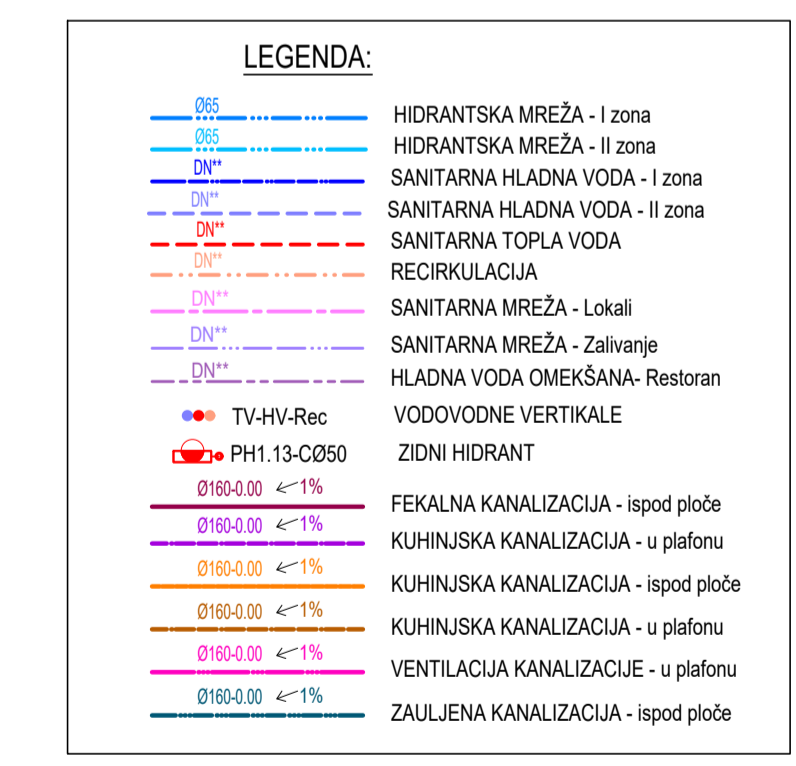 LEGENDA:
Ø65 HIDRANTSKA MREŽA - I zona
Ø65 HIDRANTSKA MREŽA - II zona
DN** SANITARNA HLADNA VODA - I zona
DN** SANITARNA HLADNA VODA - II zona
DN** SANITARNA TOPLA VODA
DN** RECIRKULACIJA
DN** SANITARNA MREŽA - Lokali
DN** SANITARNA MREŽA - Zalivanje
DN** HLADNA VODA OMEKŠANA- Restoran
TV-HV-Rec VODOVODNE VERTIKALE
PH1.13-CØ50 ZIDNI HIDRANT
Ø160-0.00 1% FEKALNA KANALIZACIJA - ispod ploče
Ø160-0.00 1% KUHINJSKA KANALIZACIJA - u plafonu
Ø160-0.00 1% KUHINJSKA KANALIZACIJA - ispod ploče
Ø160-0.00 1% KUHINJSKA KANALIZACIJA - u plafonu
Ø160-0.00 1% VENTILACIJA KANALIZACIJE - u plafonu
Ø160-0.00 1% ZAULJENA KANALIZACIJA - ispod ploče